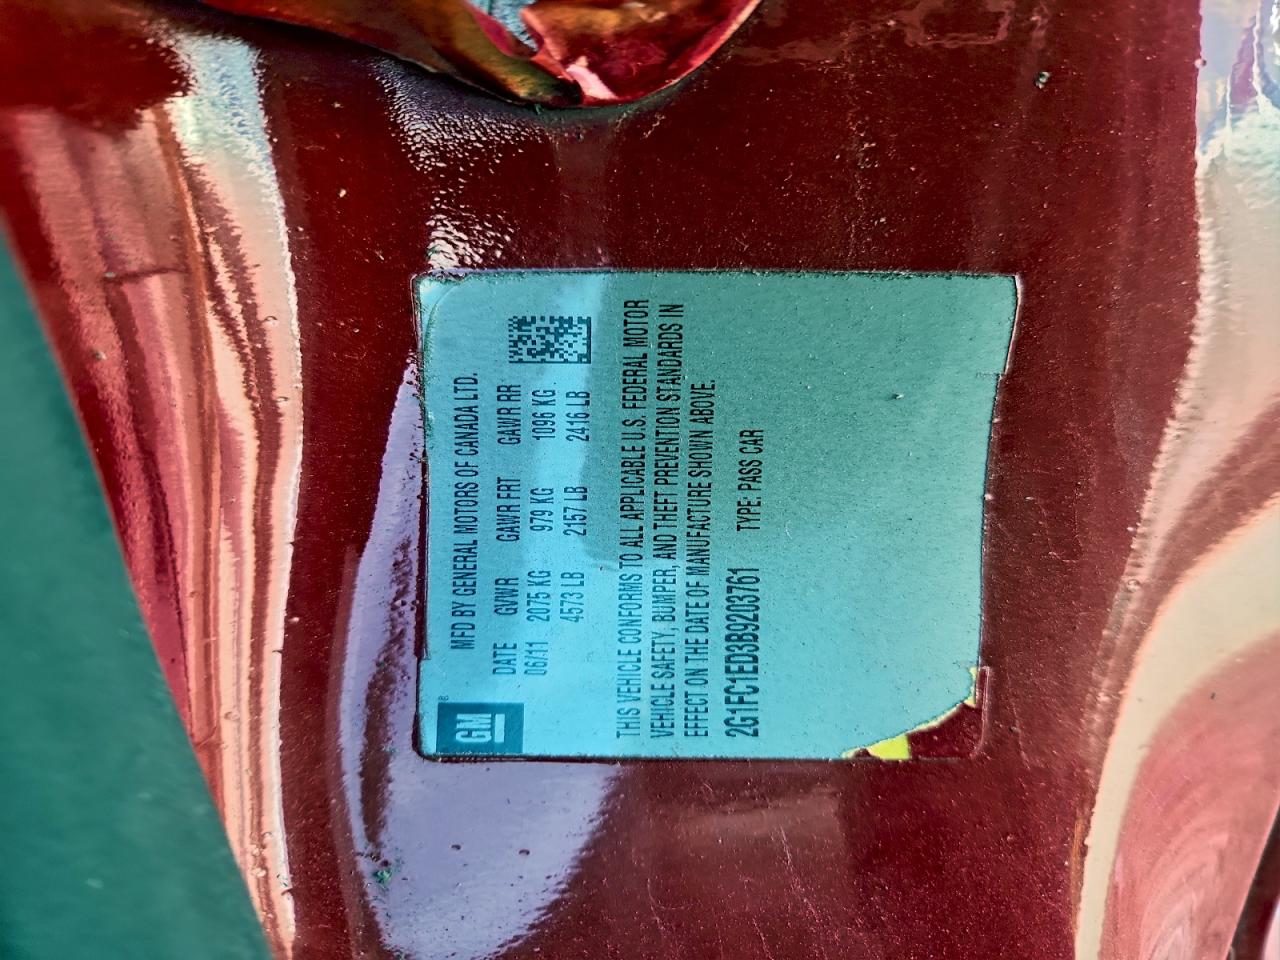 GM ®
MFD BY GENERAL MOTORS OF CANADA LTD.
DATE GVWR GAWR FRT GAWR RR
06/11 2075 KG 979 KG 1096 KG
4573 LB 2157 LB 2416 LB
THIS VEHICLE CONFORMS TO ALL APPLICABLE U.S. FEDERAL MOTOR
VEHICLE SAFETY, BUMPER, AND THEFT PREVENTION STANDARDS IN
EFFECT ON THE DATE OF MANUFACTURE SHOWN ABOVE.
2G1FC1ED3B9203761 TYPE: PASS CAR